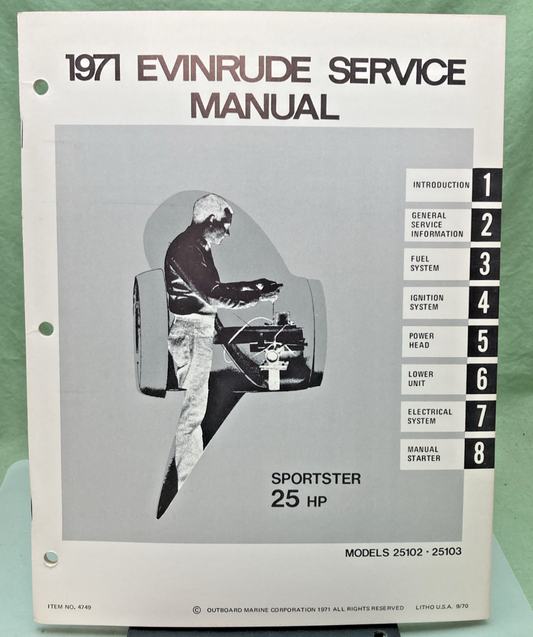 1971 EVINRUDE SERVICE
MANUAL
INTRODUCTION 1
GENERAL
SERVICE
INFORMATION 2
FUEL
SYSTEM 3
IGNITION
SYSTEM 4
POWER
HEAD 5
LOWER
UNIT 6
ELECTRICAL
SYSTEM 7
MANUAL
STARTER 8
SPORTSTER
25 HP
MODELS 25102 · 25103
ITEM NO. 4749
© OUTBOARD MARINE CORPORATION 1971 ALL RIGHTS RESERVED
LITHO U.S.A. 9/70